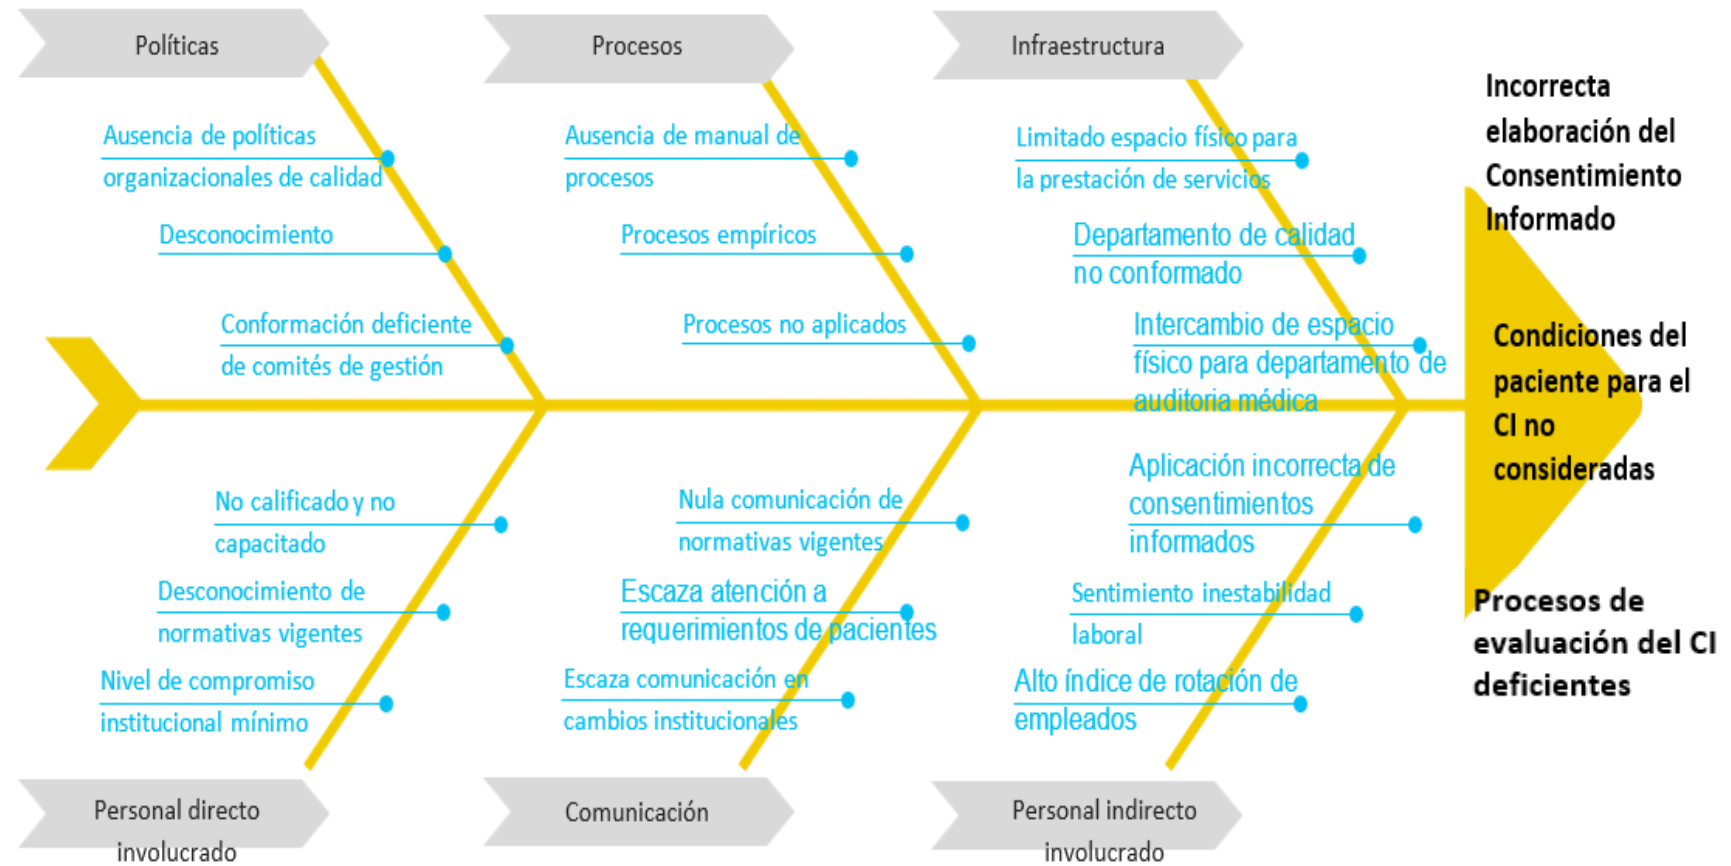 Políticas
Procesos
Infraestructura
Ausencia de políticas
organizacionales de calidad
Desconocimiento
Conformación deficiente
de comités de gestión
Ausencia de manual de
procesos
Procesos empíricos
Procesos no aplicados
Limitado espacio físico para
la prestación de servicios
Departamento de calidad
no conformado
Intercambio de espacio
físico para departamento de
auditoria médica
Incorrecta
elaboración del
Consentimiento
Informado
Condiciones del
paciente para el
CI no
consideradas
Procesos de
evaluación del CI
deficientes
No calificado y no
capacitado
Desconocimiento de
normativas vigentes
Nivel de compromiso
institucional mínimo
Nula comunicación de
normativas vigentes
Escaza atención a
requerimientos de pacientes
Escaza comunicación en
cambios institucionales
Aplicación incorrecta de
consentimientos
informados
Sentimiento inestabilidad
laboral
Alto índice de rotación de
empleados
Personal directo
involucrado
Comunicación
Personal indirecto
involucrado